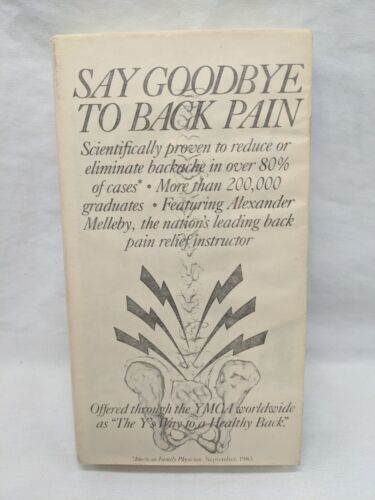 SAY GOODBYE
TO BACK PAIN
Scientifically proven to reduce or
eliminate backache in over 80%
of cases* • More than 200,000
graduates • Featuring Alexander
Melleby, the nation's leading back
pain relief instructor
Offered through the YMCA worldwide
as "The Y's Way to a Healthy Back."
*American Family Physician, September, 1983